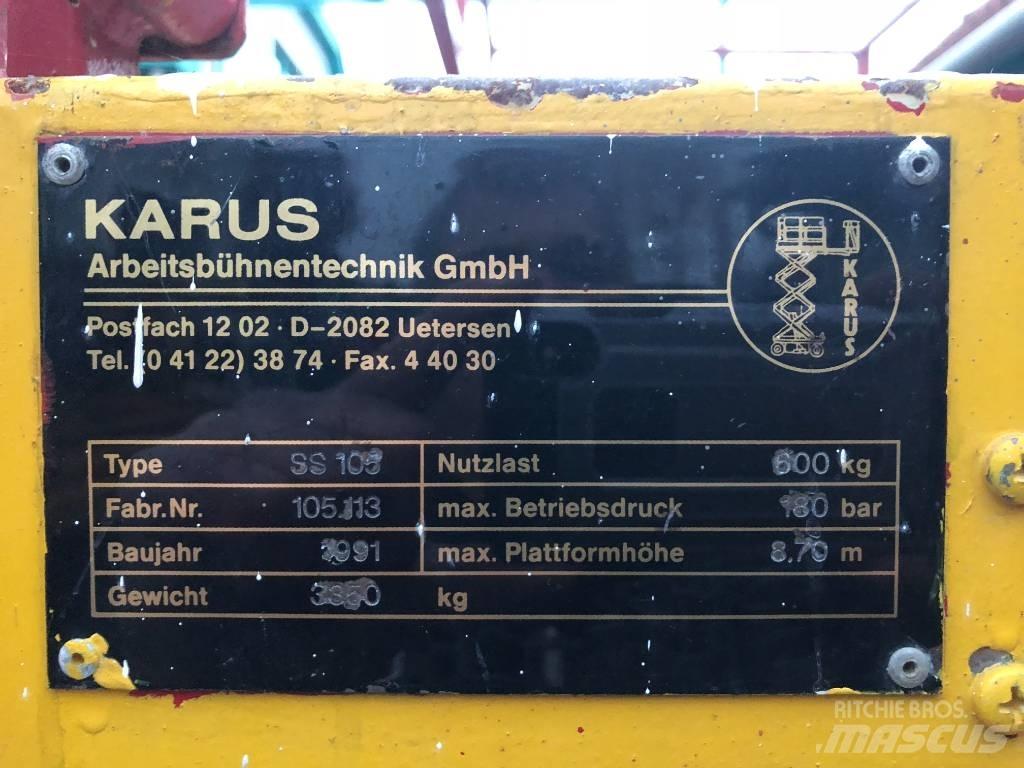 KARUS
Arbeitsbühnentechnik GmbH
Postfach 12 02 · D-2082 Uetersen
Tel. (0 41 22) 38 74 · Fax. 4 40 30
KARUS
Type SS 105 Nutzlast 600 kg
Fabr.Nr. 105.113 max. Betriebsdruck 180 bar
Baujahr 1991 max. Plattformhöhe 8.70 m
Gewicht kg
RITCHIE BROS.
MASCUS